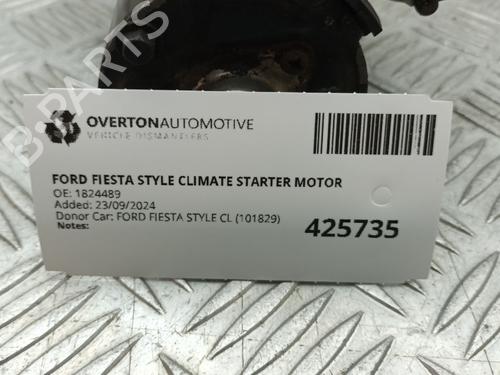 OVERTONAUTOMOTIVE
VEHICLE DISMANTLERS
FORD FIESTA STYLE CLIMATE STARTER MOTOR
OE: 1824489
Added: 23/09/2024
Donor Car: FORD FIESTA STYLE CL (101829)
Notes:
425735
B-PARTS